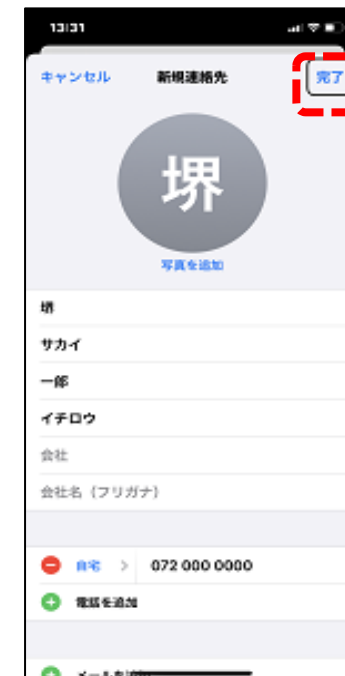 13:31
キャンセル 新規連絡先 完了
堺
写真を追加
堺
サカイ
一郎
イチロウ
会社
会社名（フリガナ）
自宅 > 072 000 0000
電話を追加